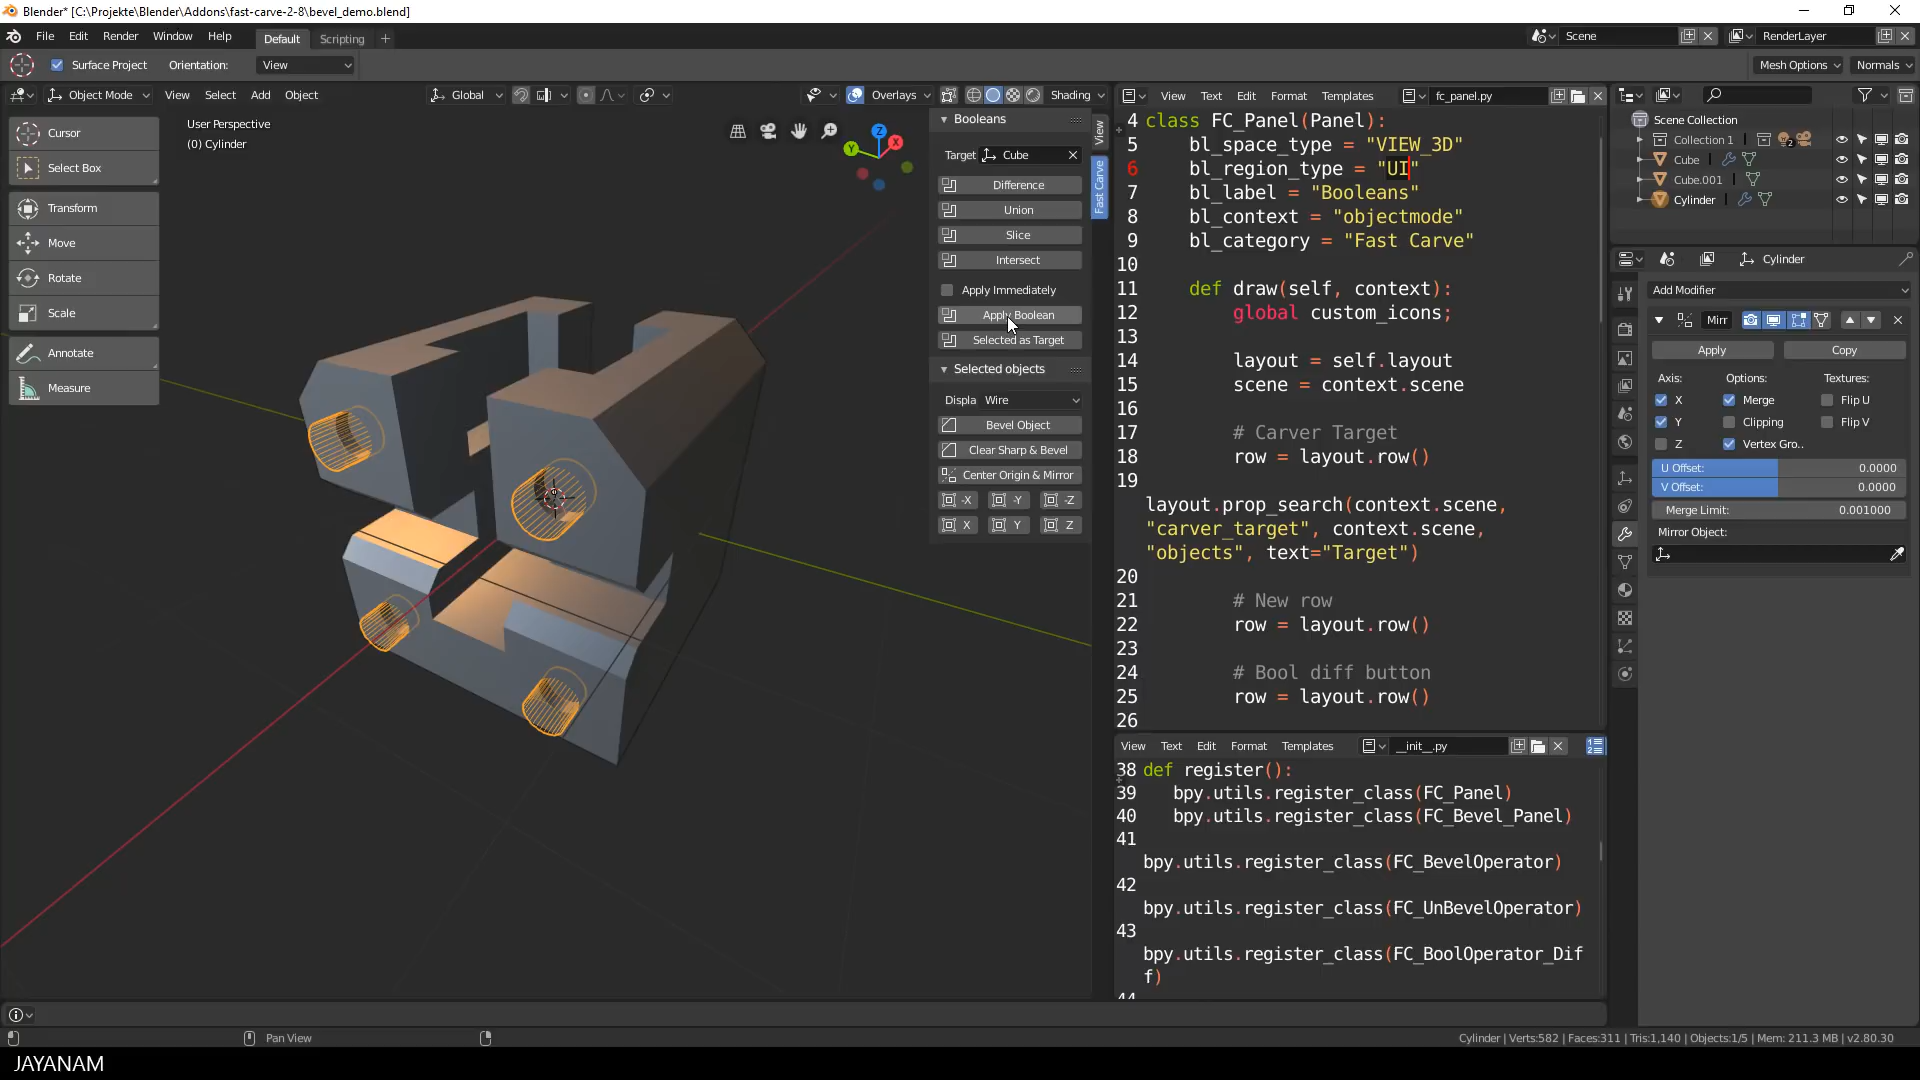 Blender* [C:\Projekte\Blender\Addons\fast-carve-2-8\bevel_demo.blend]
File Edit Render Window Help Default Scripting + Scene RenderLayer
Surface Project Orientation: View Mesh Options Normals
Object Mode View Select Add Object Global Overlays Shading
View Text Edit Format Templates fc_panel.py
Cursor
Select Box
Transform
Move
Rotate
Scale
Annotate
Measure
User Perspective
(0) Cylinder
Z
X
Y
Booleans
Target Cube
Difference
Union
Slice
Intersect
Apply Immediately
Apply Boolean
Selected as Target
Selected objects
Displa Wire
Bevel Object
Clear Sharp & Bevel
Center Origin & Mirror
-X -Y -Z
X Y Z
View
Fast Carve
4 class FC_Panel(Panel):
5 bl_space_type = "VIEW_3D"
6 bl_region_type = "UI"
7 bl_label = "Booleans"
8 bl_context = "objectmode"
9 bl_category = "Fast Carve"
10
11 def draw(self, context):
12 global custom_icons;
13
14 layout = self.layout
15 scene = context.scene
16
17 # Carver Target
18 row = layout.row()
19
layout.prop_search(context.scene,
"carver_target", context.scene,
"objects", text="Target")
20
21 # New row
22 row = layout.row()
23
24 # Bool diff button
25 row = layout.row()
26
View Text Edit Format Templates __init__.py
38 def register():
39 bpy.utils.register_class(FC_Panel)
40 bpy.utils.register_class(FC_Bevel_Panel)
41
bpy.utils.register_class(FC_BevelOperator)
42
bpy.utils.register_class(FC_UnBevelOperator)
43
bpy.utils.register_class(FC_BoolOperator_Dif
f)
44
Scene Collection
Collection 1 2
Cube
Cube.001
Cylinder
Cylinder
Add Modifier
Mirr
Apply Copy
Axis: Options: Textures:
X Merge Flip U
Y Clipping Flip V
Z Vertex Gro..
U Offset: 0.0000
V Offset: 0.0000
Merge Limit: 0.001000
Mirror Object:
Pan View
Cylinder | Verts:582 | Faces:311 | Tris:1,140 | Objects:1/5 | Mem: 211.3 MB | v2.80.30
JAYANAM